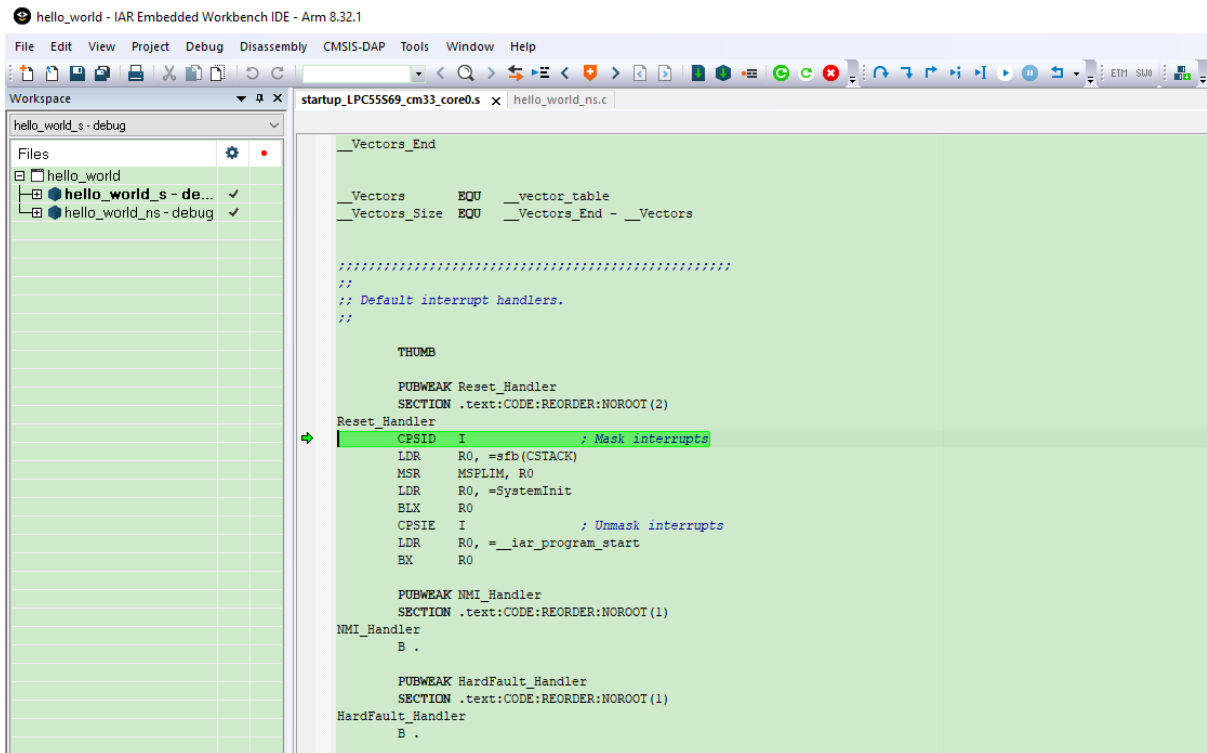 hello_world - IAR Embedded Workbench IDE - Arm 8.32.1
File Edit View Project Debug Disassembly CMSIS-DAP Tools Window Help
ETM SWO
Workspace
startup_LPC55S69_cm33_core0.s x hello_world_ns.c
hello_world_s - debug
Files
hello_world
hello_world_s - de...
hello_world_ns - debug
__Vectors_End
__Vectors EQU __vector_table
__Vectors_Size EQU __Vectors_End - __Vectors
;;;;;;;;;;;;;;;;;;;;;;;;;;;;;;;;;;;;;;;;;;;;;;;;;;;
;;
;; Default interrupt handlers.
;;
THUMB
PUBWEAK Reset_Handler
SECTION .text:CODE:REORDER:NOROOT(2)
Reset_Handler
CPSID I ; Mask interrupts
LDR R0, =sfb(CSTACK)
MSR MSPLIM, R0
LDR R0, =SystemInit
BLX R0
CPSIE I ; Unmask interrupts
LDR R0, =__iar_program_start
BX R0
PUBWEAK NMI_Handler
SECTION .text:CODE:REORDER:NOROOT(1)
NMI_Handler
B .
PUBWEAK HardFault_Handler
SECTION .text:CODE:REORDER:NOROOT(1)
HardFault_Handler
B .